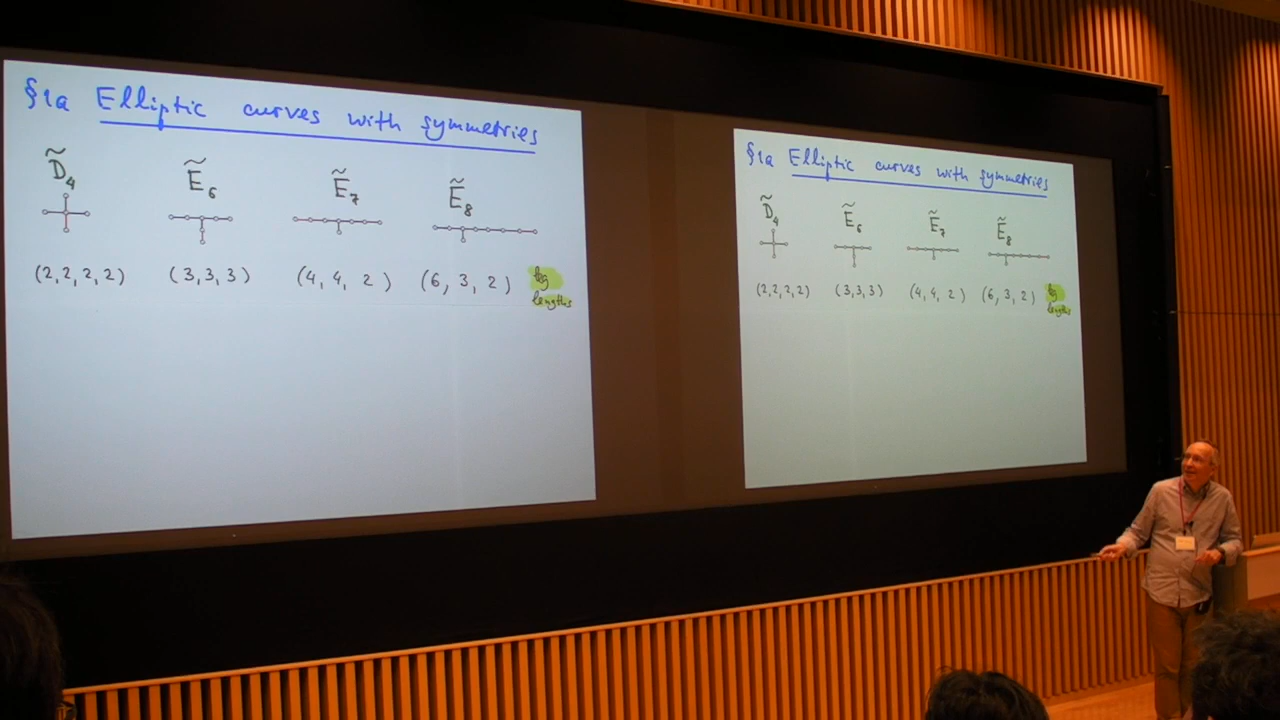 §1a Elliptic curves with symmetries
D̃₄ Ẽ₆ Ẽ₇ Ẽ₈
(2,2,2,2) (3,3,3) (4,4,2) (6,3,2) leg
lengths
§1a Elliptic curves with symmetries
D̃₄ Ẽ₆ Ẽ₇ Ẽ₈
(2,2,2,2) (3,3,3) (4,4,2) (6,3,2) leg
lengths